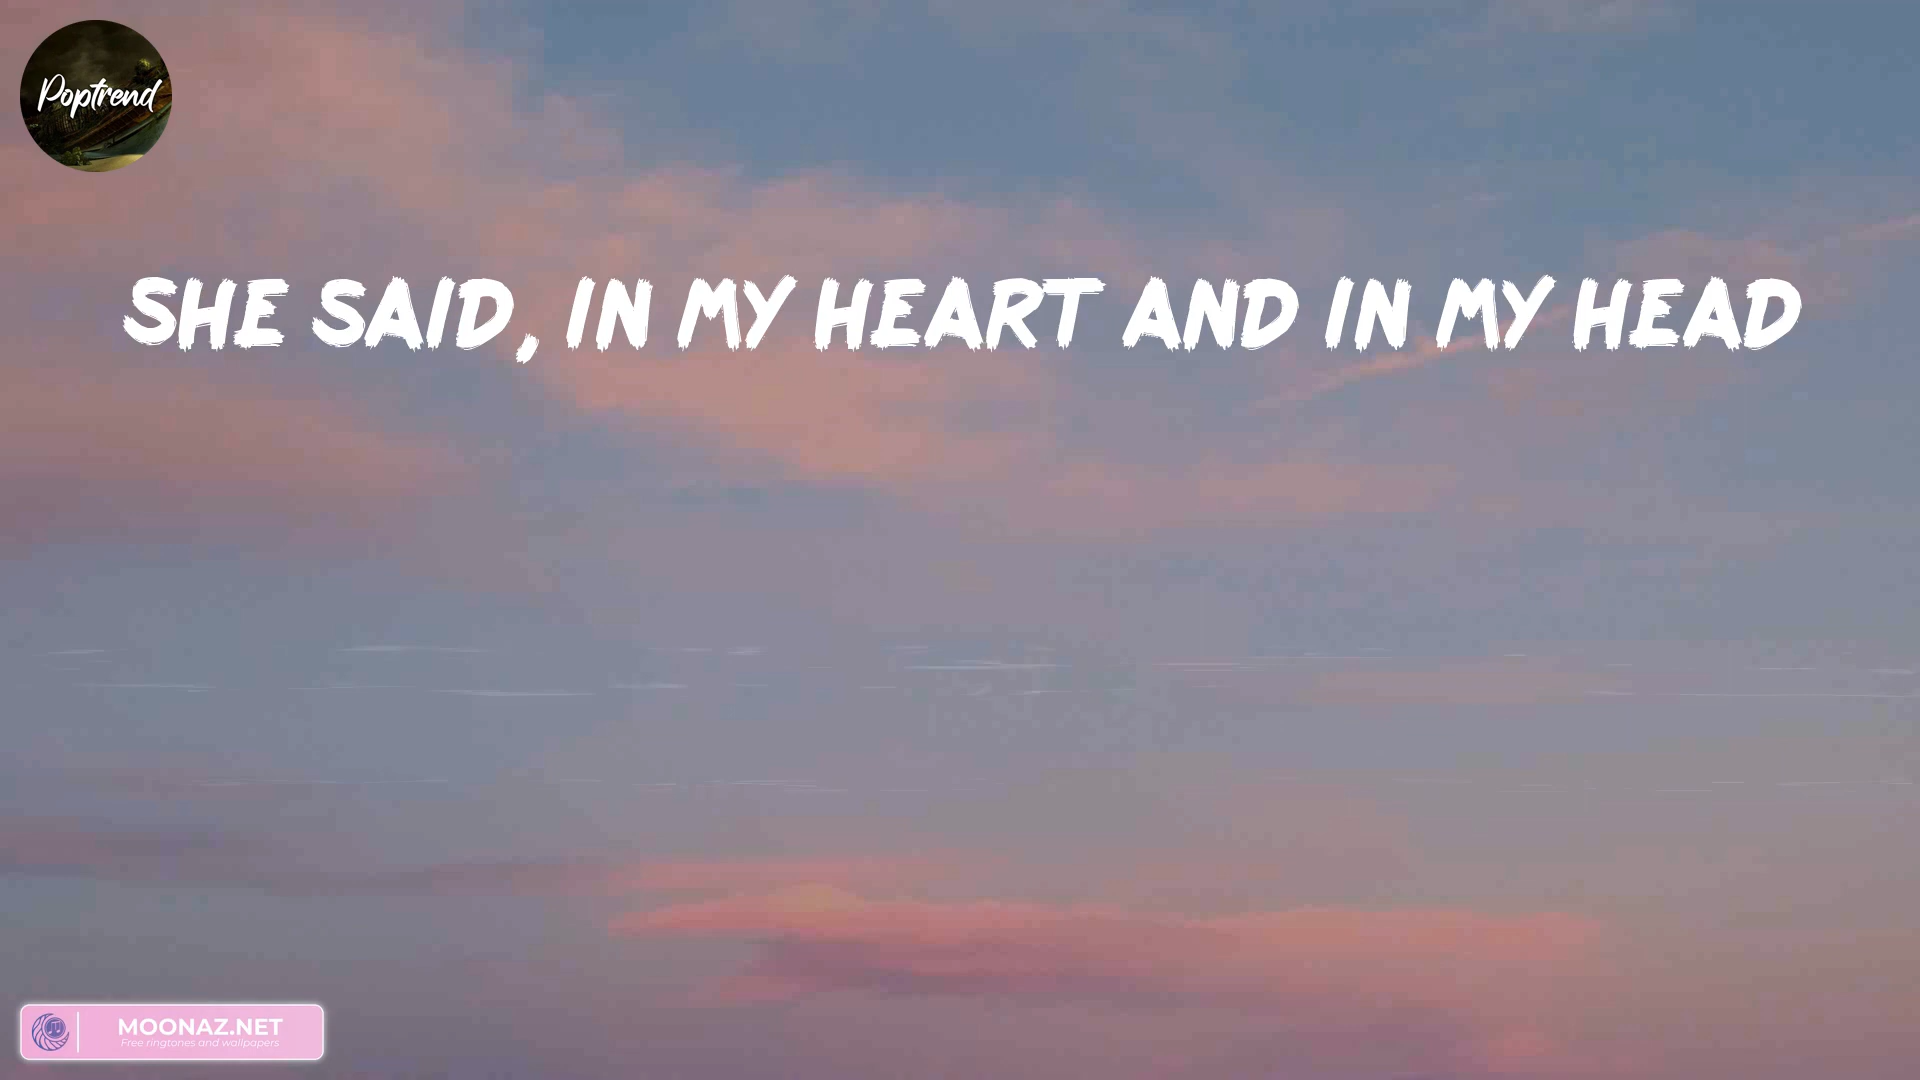 Poptrend
SHE SAID, IN MY HEART AND IN MY HEAD
MOONAZ.NET
Free ringtones and wallpapers